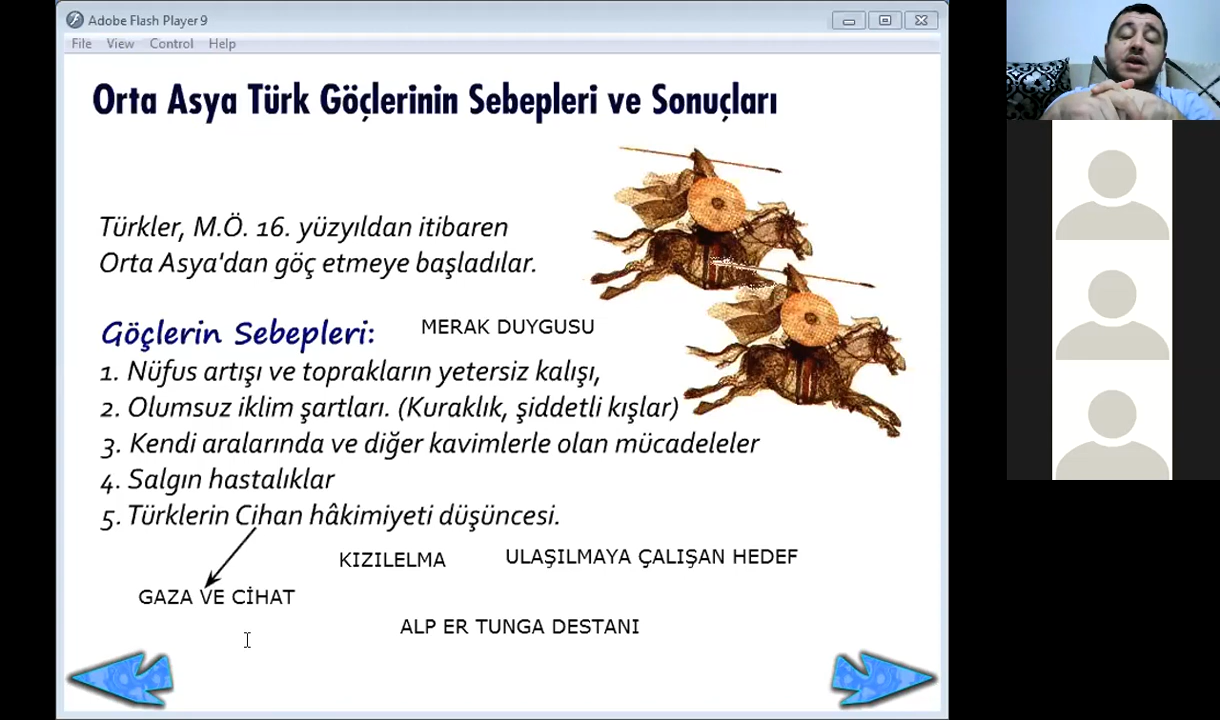 Adobe Flash Player 9
File View Control Help
Orta Asya Türk Göçlerinin Sebepleri ve Sonuçları
Türkler, M.Ö. 16. yüzyıldan itibaren
Orta Asya'dan göç etmeye başladılar.
Göçlerin Sebepleri:
MERAK DUYGUSU
1. Nüfus artışı ve toprakların yetersiz kalışı,
2. Olumsuz iklim şartları. (Kuraklık, şiddetli kışlar)
3. Kendi aralarında ve diğer kavimlerle olan mücadeleler
4. Salgın hastalıklar
5. Türklerin Cihan hâkimiyeti düşüncesi.
KIZILELMA
ULAŞILMAYA ÇALIŞAN HEDEF
GAZA VE CİHAT
ALP ER TUNGA DESTANI